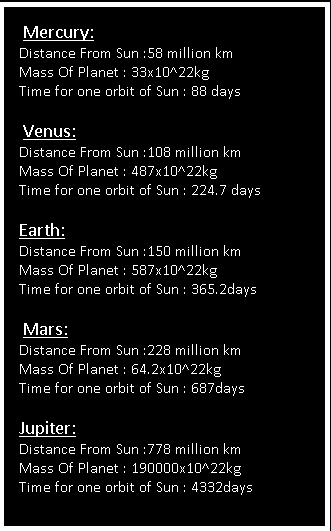 Mercury:
Distance From Sun :58 million km
Mass Of Planet : 33x10^22kg
Time for one orbit of Sun : 88 days
Venus:
Distance From Sun :108 million km
Mass Of Planet : 487x10^22kg
Time for one orbit of Sun : 224.7 days
Earth:
Distance From Sun :150 million km
Mass Of Planet : 587x10^22kg
Time for one orbit of Sun : 365.2days
Mars:
Distance From Sun :228 million km
Mass Of Planet : 64.2x10^22kg
Time for one orbit of Sun : 687days
Jupiter:
Distance From Sun :778 million km
Mass Of Planet : 190000x10^22kg
Time for one orbit of Sun : 4332days